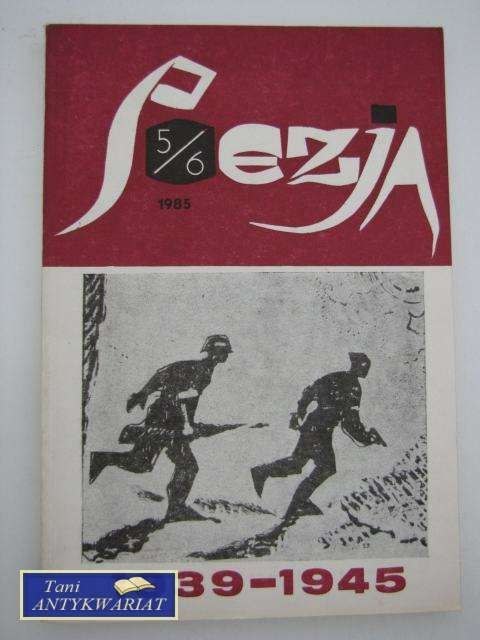 Poezja
5/6
1985
39-1945
Tani
ANTYKWARIAT